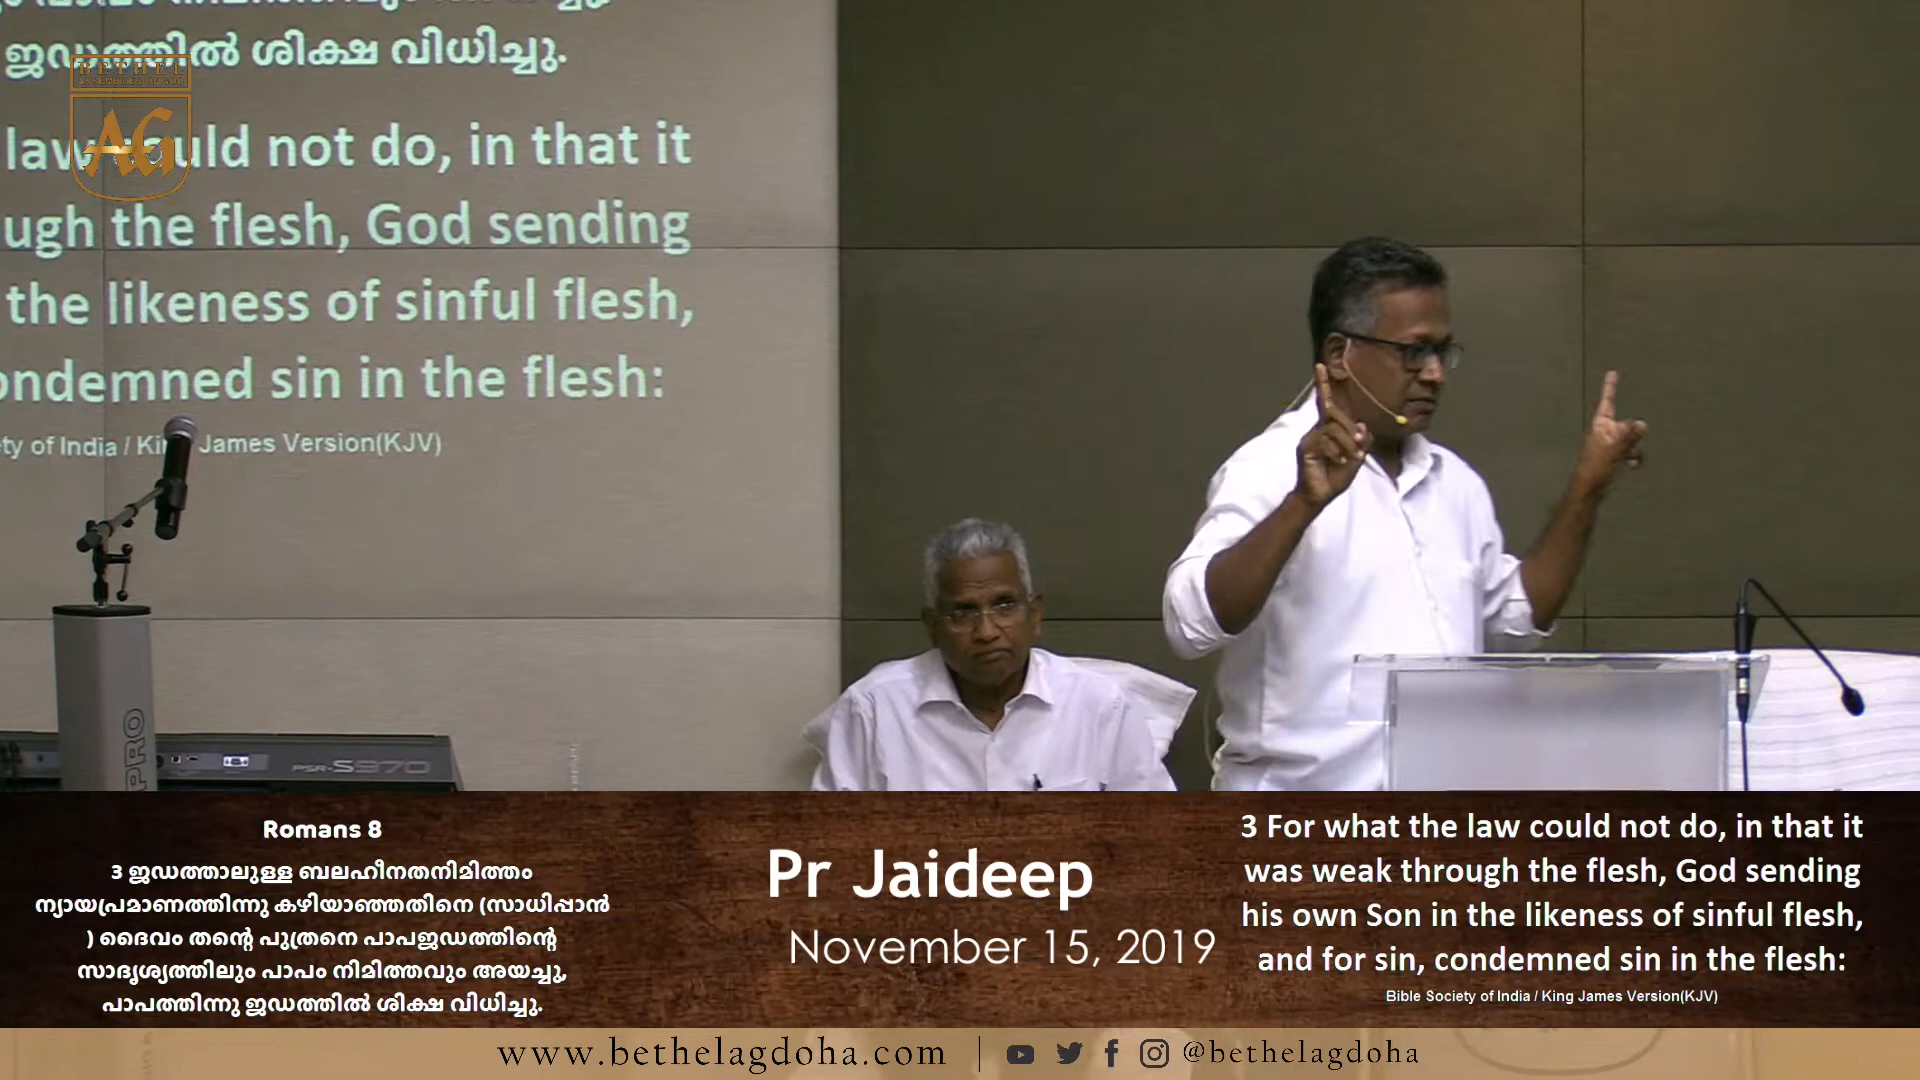 ജഡത്തിൽ ശിക്ഷ വിധിച്ചു.
BETHEL
ASSEMBLIES OF GOD
AG
law could not do, in that it
ugh the flesh, God sending
the likeness of sinful flesh,
ondemned sin in the flesh:
ty of India / King James Version(KJV)
PRO
PSR-S970
Romans 8
3 ജഡത്താലുള്ള ബലഹീനതനിമിത്തം
ന്യായപ്രമാണത്തിന്നു കഴിയാഞ്ഞതിനെ (സാധിപ്പാൻ
) ദൈവം തന്റെ പുത്രനെ പാപജഡത്തിന്റെ
സാദൃശ്യത്തിലും പാപം നിമിത്തവും അയച്ചു,
പാപത്തിന്നു ജഡത്തിൽ ശിക്ഷ വിധിച്ചു.
Pr Jaideep
November 15, 2019
3 For what the law could not do, in that it
was weak through the flesh, God sending
his own Son in the likeness of sinful flesh,
and for sin, condemned sin in the flesh:
Bible Society of India / King James Version(KJV)
www.bethelagdoha.com | @bethelagdoha